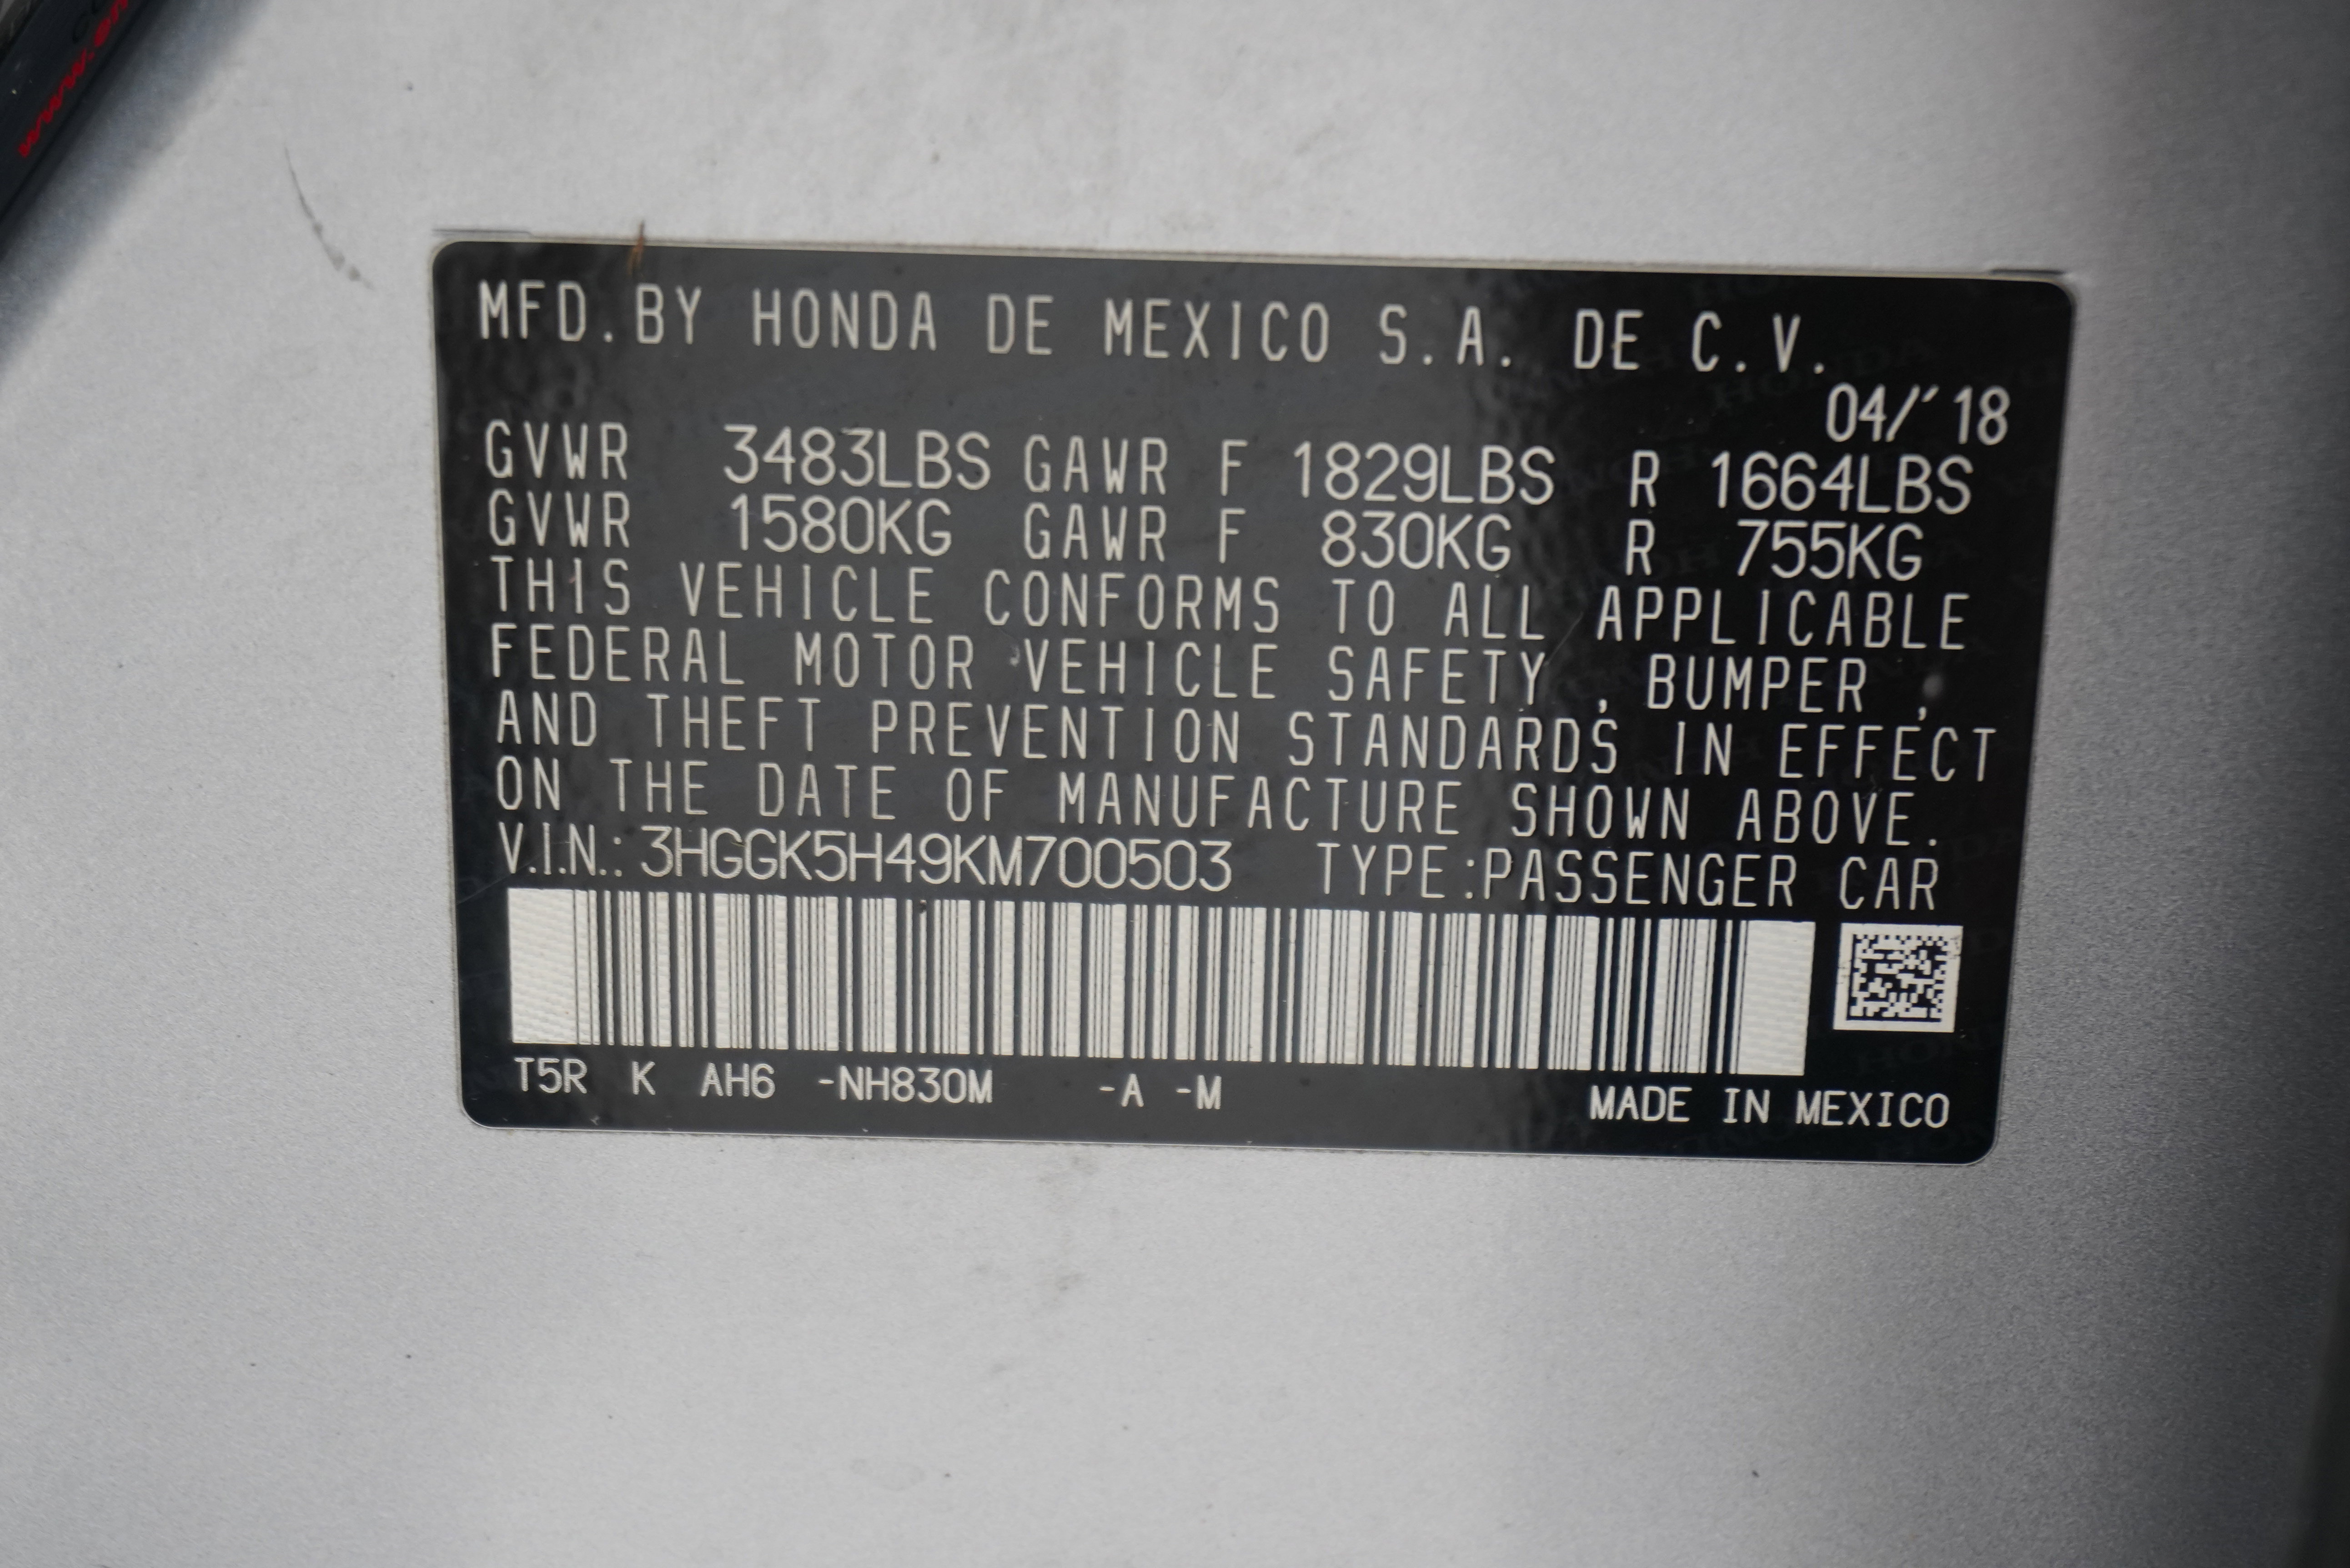 MFD.BY HONDA DE MEXICO S.A. DE C.V.
04/'18
GVWR 3483LBS GAWR F 1829LBS R 1664LBS
GVWR 1580KG GAWR F 830KG R 755KG
THIS VEHICLE CONFORMS TO ALL APPLICABLE
FEDERAL MOTOR VEHICLE SAFETY , BUMPER ,
AND THEFT PREVENTION STANDARDS IN EFFECT
ON THE DATE OF MANUFACTURE SHOWN ABOVE.
V.I.N.: 3HGGK5H49KM700503 TYPE:PASSENGER CAR
T5R K AH6 -NH830M -A -M
MADE IN MEXICO